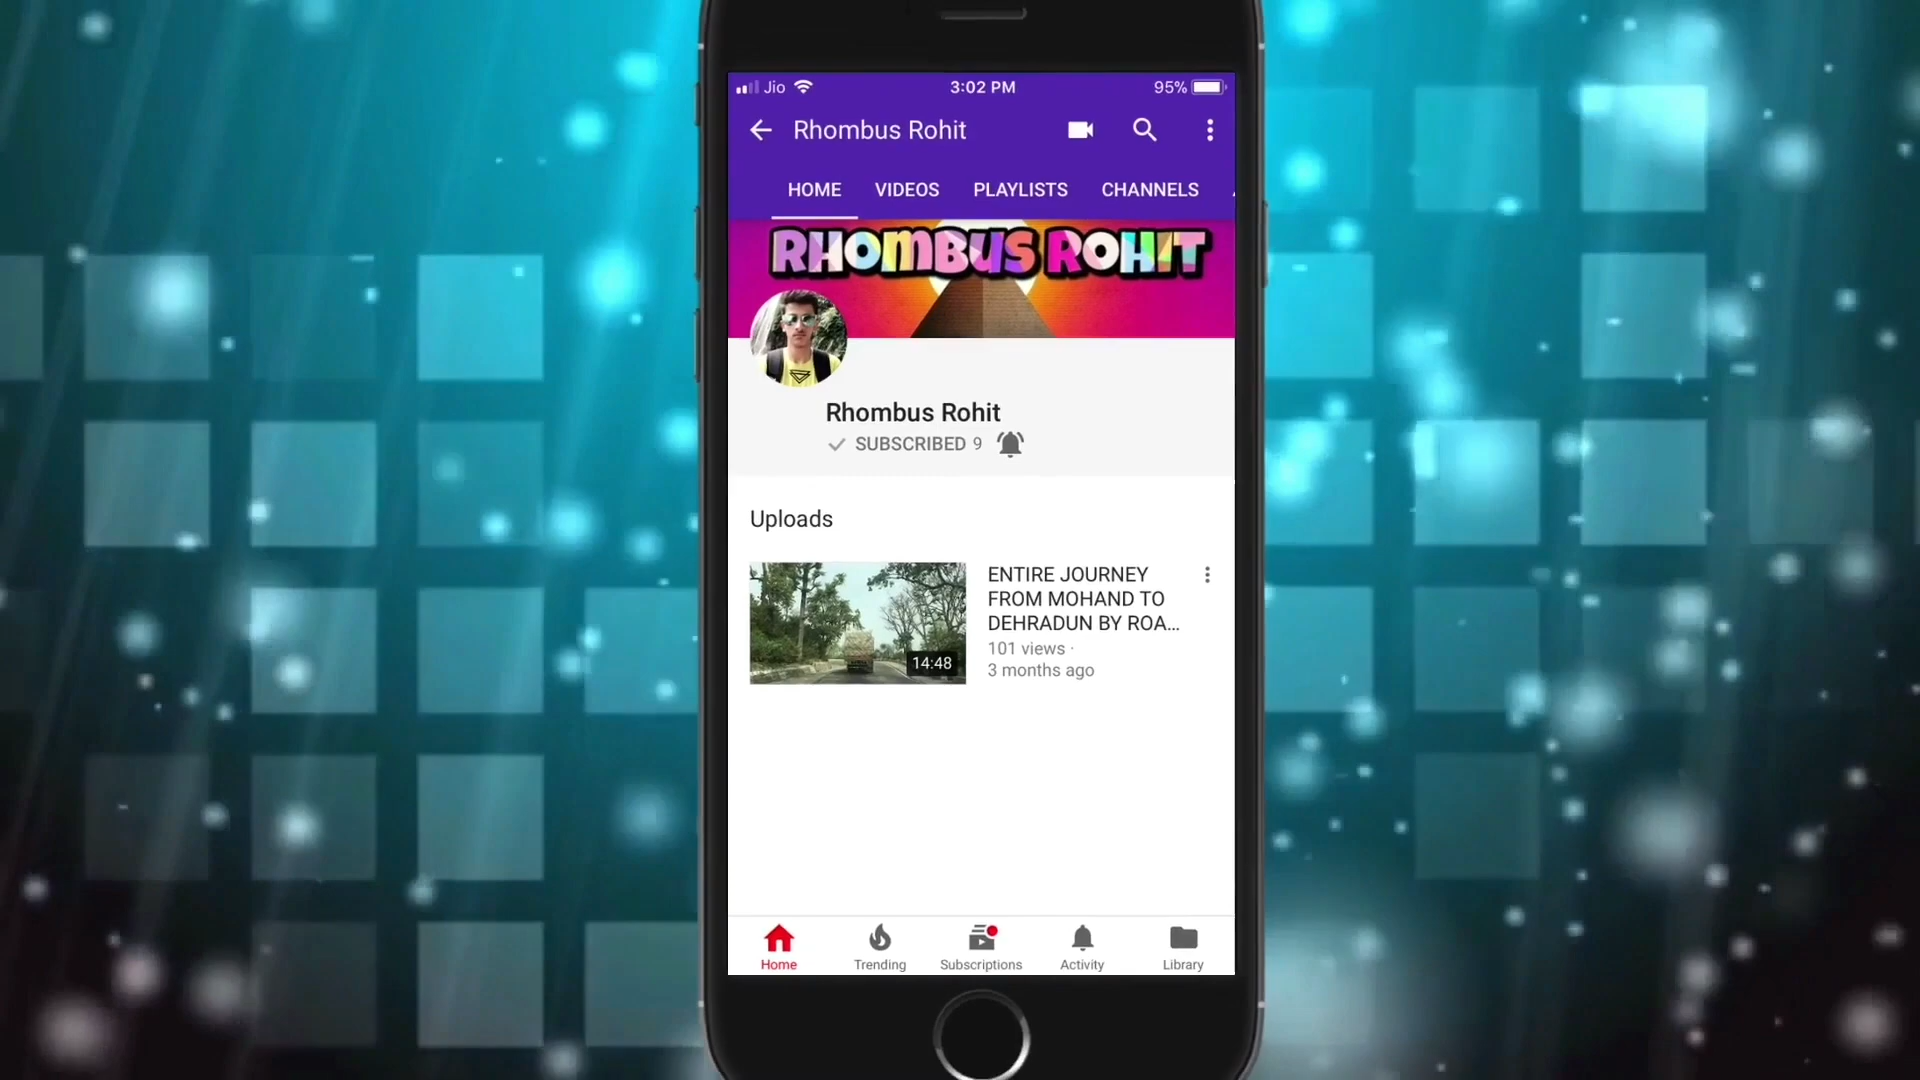 Jio 3:02 PM 95%
Rhombus Rohit
HOME VIDEOS PLAYLISTS CHANNELS
RHOMBUS ROHIT
Rhombus Rohit
SUBSCRIBED 9
Uploads
ENTIRE JOURNEY
FROM MOHAND TO
DEHRADUN BY ROA...
14:48
101 views ·
3 months ago
Home Trending Subscriptions Activity Library